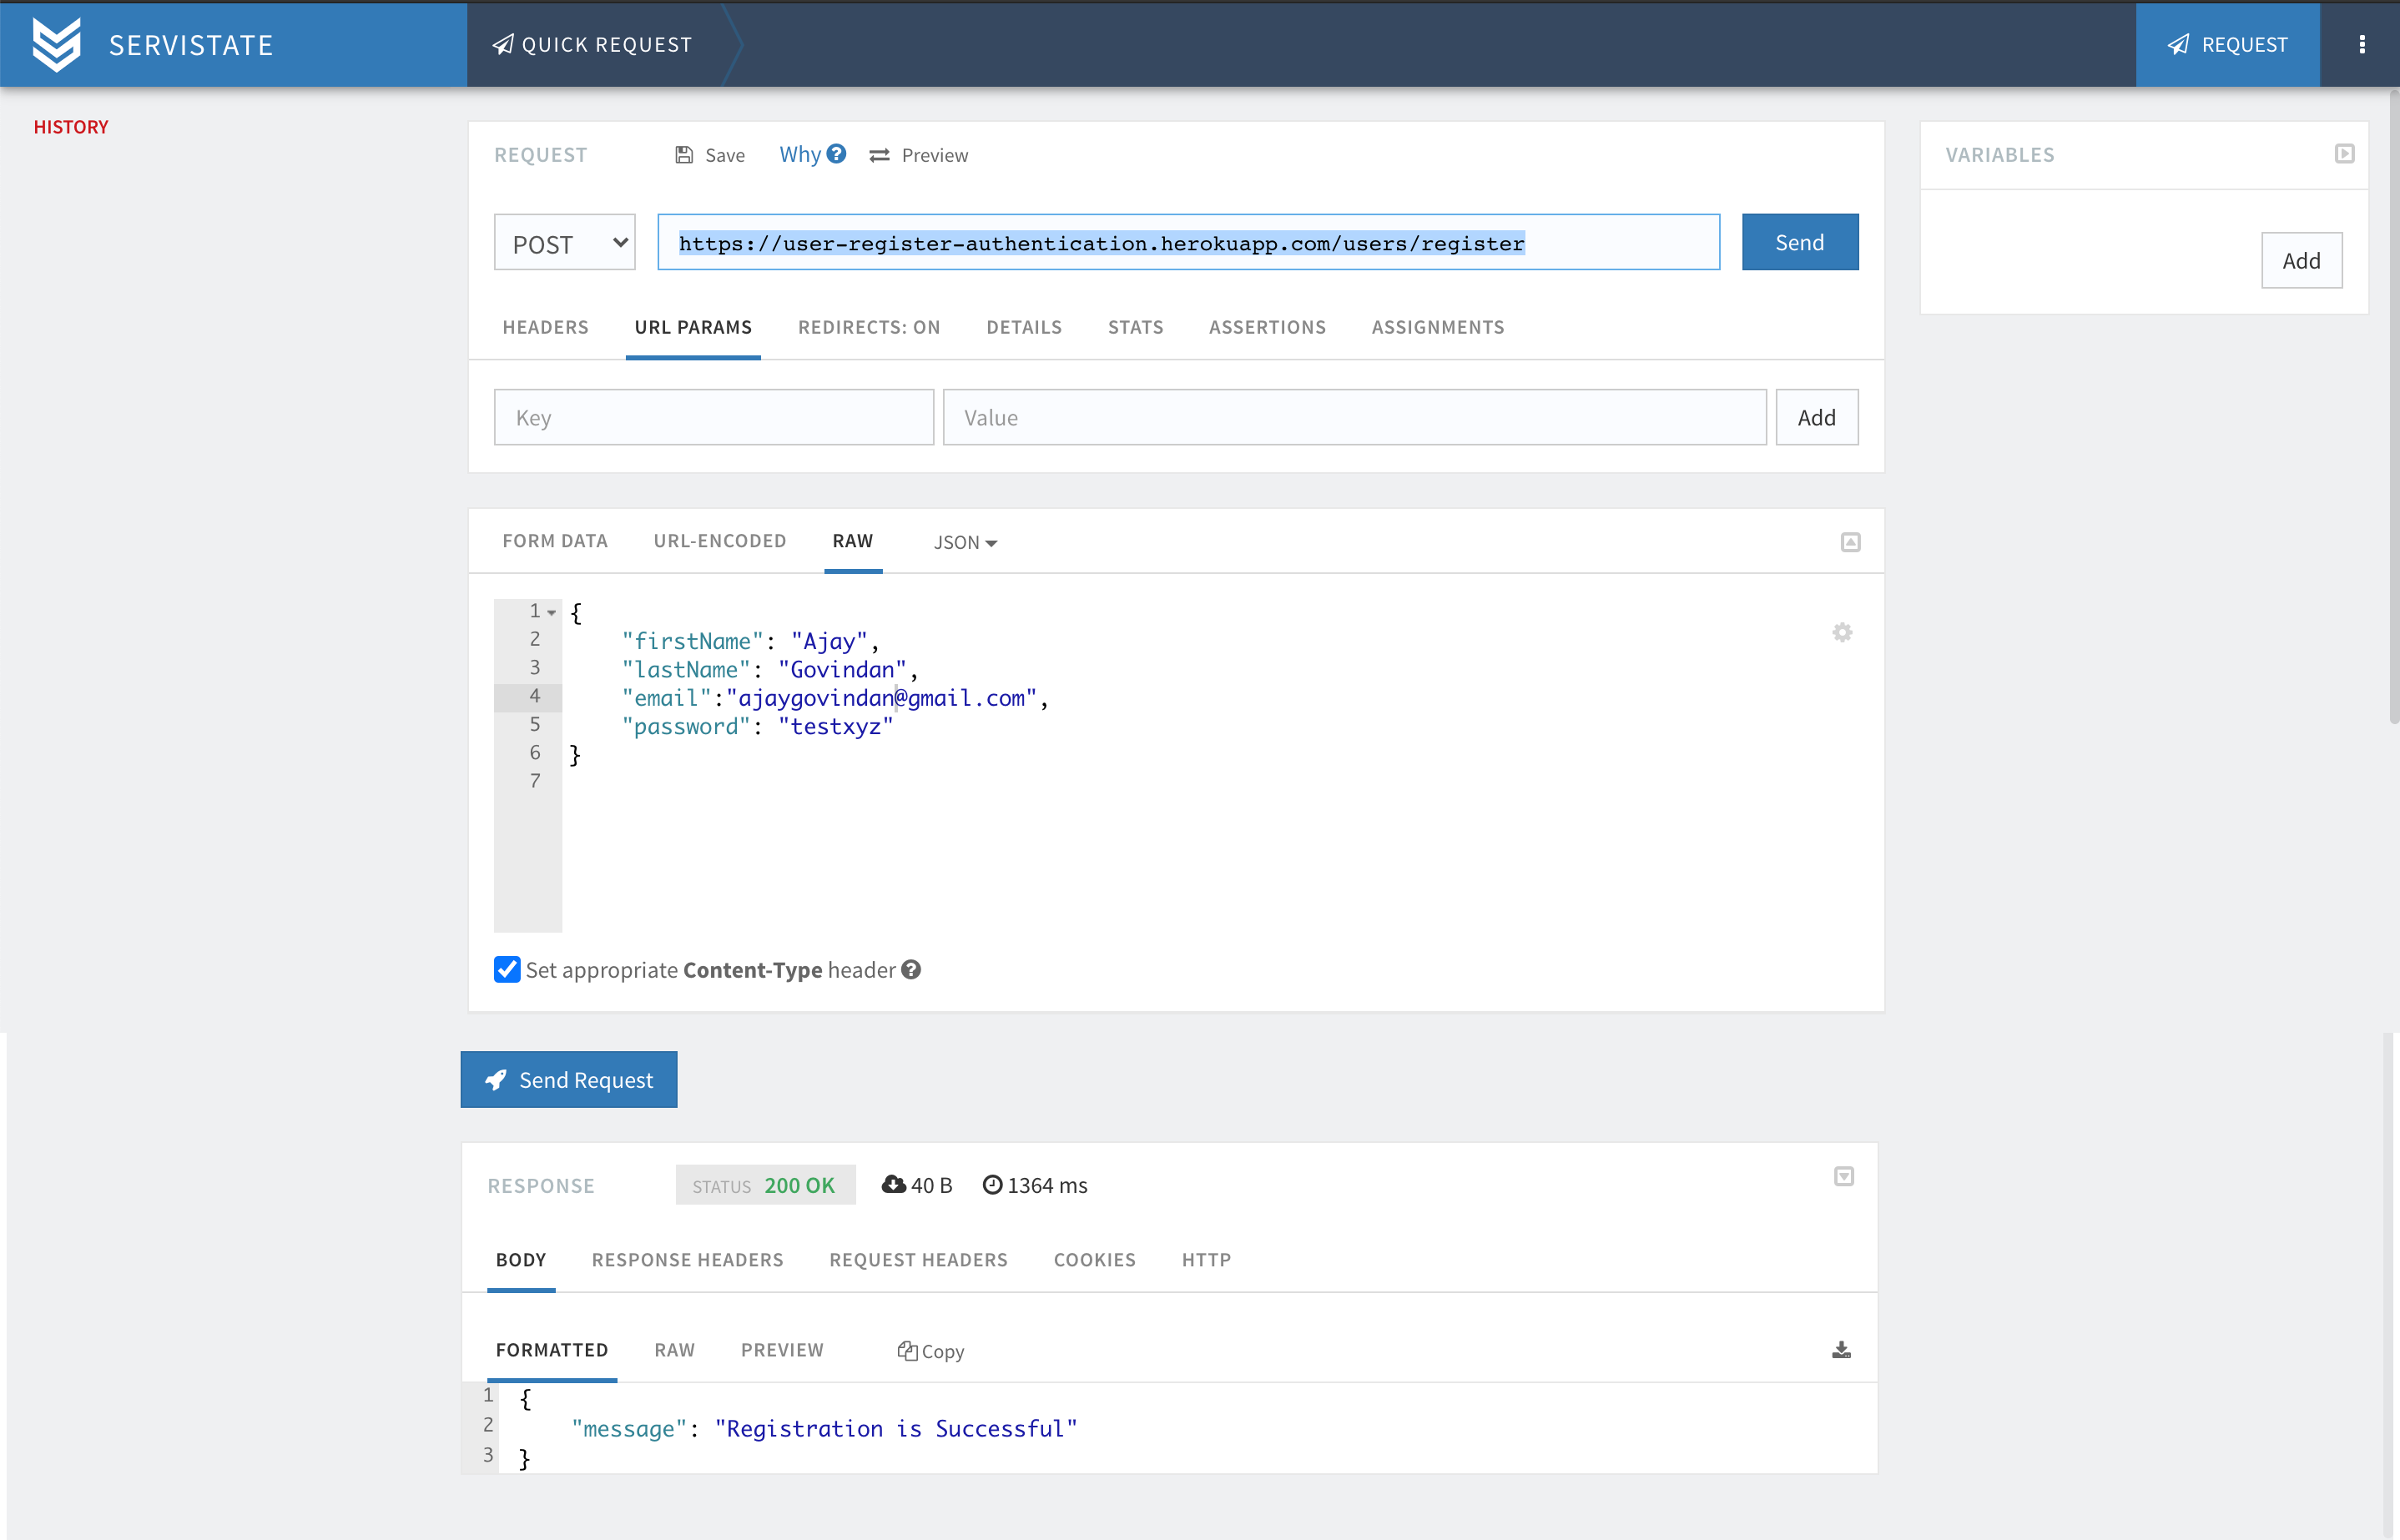 SERVISTATE
QUICK REQUEST
REQUEST
HISTORY
REQUEST Save Why Preview
POST https://user-register-authentication.herokuapp.com/users/register Send
HEADERS URL PARAMS REDIRECTS: ON DETAILS STATS ASSERTIONS ASSIGNMENTS
Key Value Add
VARIABLES
Add
FORM DATA URL-ENCODED RAW JSON
1 {
2 "firstName": "Ajay",
3 "lastName": "Govindan",
4 "email":"ajaygovindan@gmail.com",
5 "password": "testxyz"
6 }
7
Set appropriate Content-Type header
Send Request
RESPONSE STATUS 200 OK 40 B 1364 ms
BODY RESPONSE HEADERS REQUEST HEADERS COOKIES HTTP
FORMATTED RAW PREVIEW Copy
1 {
2 "message": "Registration is Successful"
3 }